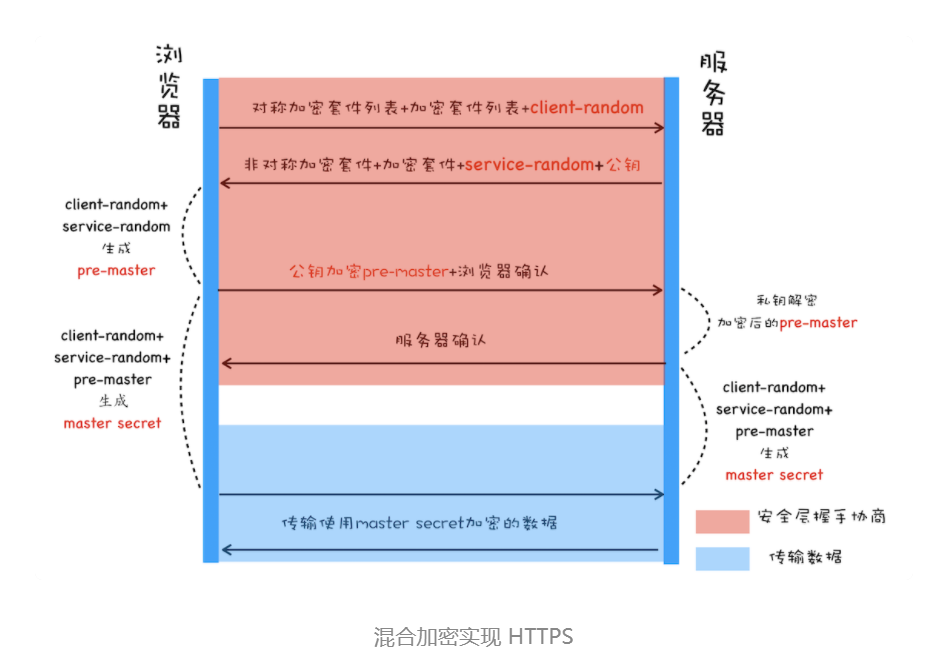 浏览器
服务器
对称加密套件列表+加密套件列表+client-random
非对称加密套件+加密套件+service-random+公钥
client-random+
service-random
生成
pre-master
公钥加密pre-master+浏览器确认
私钥解密
加密后的pre-master
client-random+
service-random+
pre-master
生成
master secret
服务器确认
client-random+
service-random+
pre-master
生成
master secret
传输使用master secret加密的数据
安全层握手协商
传输数据
混合加密实现 HTTPS